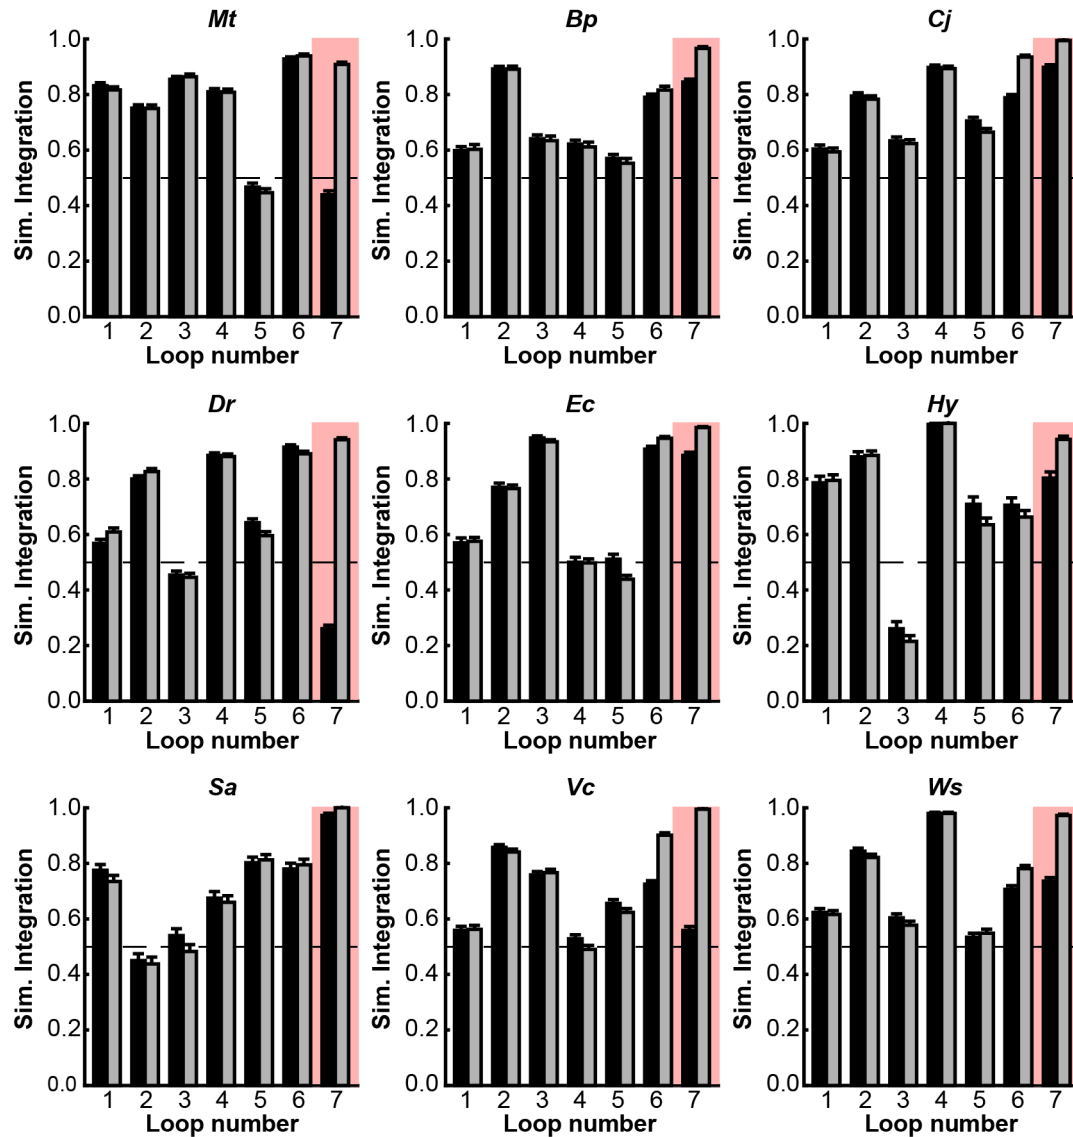 Mt Bp Cj
Sim. Integration Sim. Integration Sim. Integration
1.0 1.0 1.0
0.8 0.8 0.8
0.6 0.6 0.6
0.4 0.4 0.4
0.2 0.2 0.2
0.0 0.0 0.0
1 2 3 4 5 6 7 1 2 3 4 5 6 7 1 2 3 4 5 6 7
Loop number Loop number Loop number
Dr Ec Hy
Sim. Integration Sim. Integration Sim. Integration
1.0 1.0 1.0
0.8 0.8 0.8
0.6 0.6 0.6
0.4 0.4 0.4
0.2 0.2 0.2
0.0 0.0 0.0
1 2 3 4 5 6 7 1 2 3 4 5 6 7 1 2 3 4 5 6 7
Loop number Loop number Loop number
Sa Vc Ws
Sim. Integration Sim. Integration Sim. Integration
1.0 1.0 1.0
0.8 0.8 0.8
0.6 0.6 0.6
0.4 0.4 0.4
0.2 0.2 0.2
0.0 0.0 0.0
1 2 3 4 5 6 7 1 2 3 4 5 6 7 1 2 3 4 5 6 7
Loop number Loop number Loop number